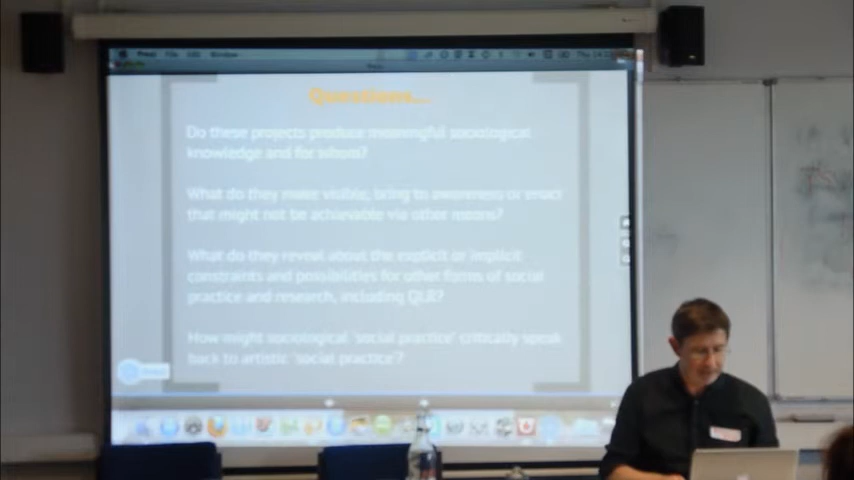 Questions...
Do these projects produce meaningful sociological
knowledge and for whom?
What do they make visible, bring to awareness or enact
that might not be achievable via other means?
What do they reveal about the explicit or implicit
constraints and possibilities for other forms of social
practice and research, including QLR?
How might sociological 'social practice' critically speak
back to artistic 'social practice'?